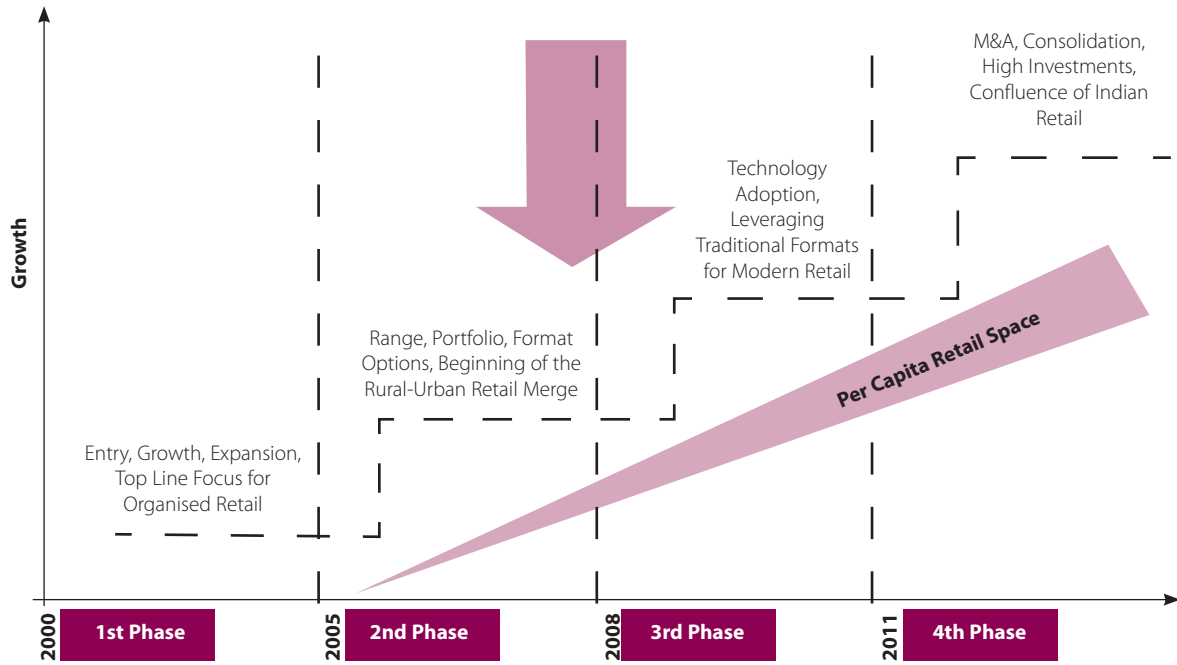 M&A, Consolidation,
High Investments,
Confluence of Indian
Retail
Technology
Adoption,
Leveraging
Traditional Formats
for Modern Retail
Growth
Range, Portfolio, Format
Options, Beginning of the
Rural-Urban Retail Merge
Per Capita Retail Space
Entry, Growth, Expansion,
Top Line Focus for
Organised Retail
2000
1st Phase
2005
2nd Phase
2008
3rd Phase
2011
4th Phase